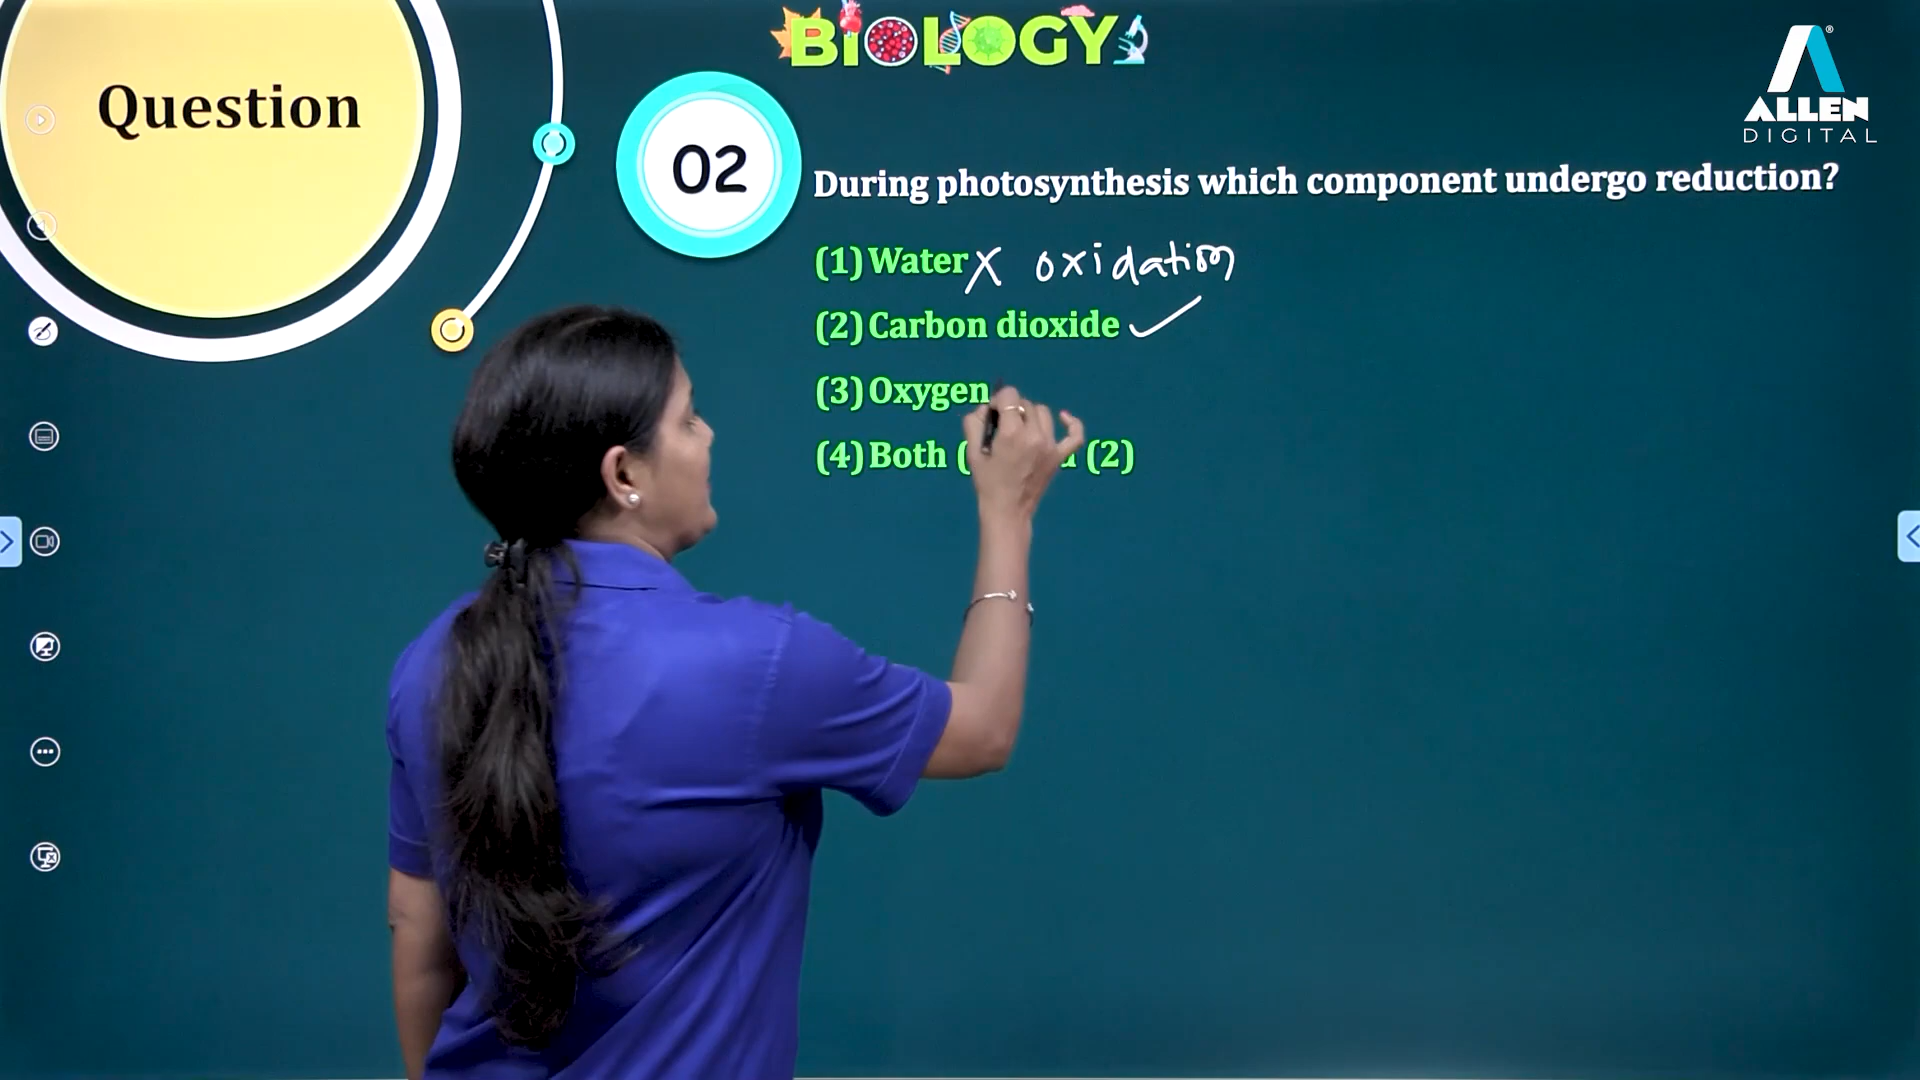 BIOLOGY
ALLEN
DIGITAL
Question
02
During photosynthesis which component undergo reduction?
(1) Water X oxidation
(2) Carbon dioxide ✓
(3) Oxygen
(4) Both ( (2)